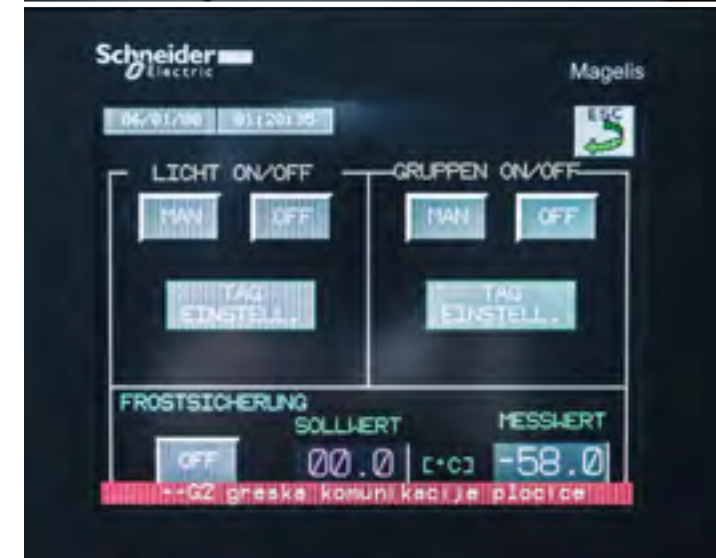 Schneider
Electric
Magelis
06/01/00 01:20:35
ESC
LICHT ON/OFF
GRUPPEN ON/OFF
MAN OFF
MAN OFF
TAG
EINSTELL.
TAG
EINSTELL.
FROSTSICHERUNG
SOLLWERT
MESSWERT
OFF 00.0 [°C] -58.0
--G2 greska komunikacije plocice